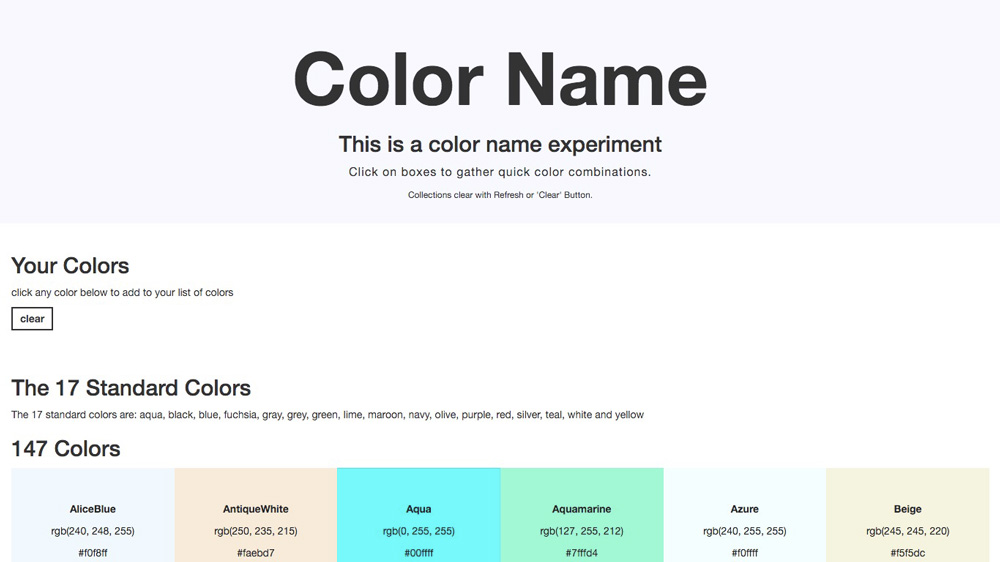 Color Name
This is a color name experiment
Click on boxes to gather quick color combinations.
Collections clear with Refresh or 'Clear' Button.
Your Colors
click any color below to add to your list of colors
clear
The 17 Standard Colors
The 17 standard colors are: aqua, black, blue, fuchsia, gray, grey, green, lime, maroon, navy, olive, purple, red, silver, teal, white and yellow
147 Colors
AliceBlue AntiqueWhite Aqua Aquamarine Azure Beige
rgb(240, 248, 255) rgb(250, 235, 215) rgb(0, 255, 255) rgb(127, 255, 212) rgb(240, 255, 255) rgb(245, 245, 220)
#f0f8ff #faebd7 #00ffff #7fffd4 #f0ffff #f5f5dc